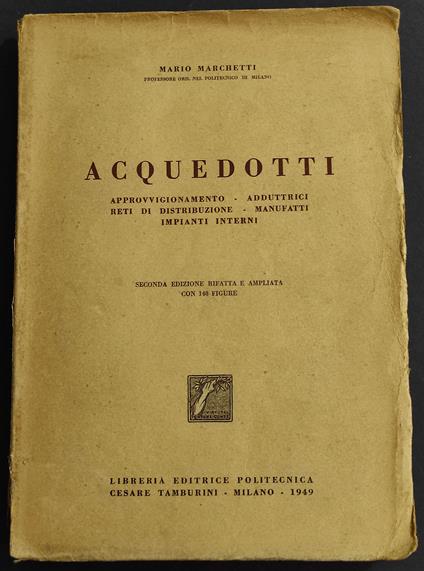 MARIO MARCHETTI
PROFESSORE ORD. NEL POLITECNICO DI MILANO
ACQUEDOTTI
APPROVVIGIONAMENTO - ADDUTTRICI
RETI DI DISTRIBUZIONE - MANUFATTI
IMPIANTI INTERNI
SECONDA EDIZIONE RIFATTA E AMPLIATA
CON 148 FIGURE
LIBRERIA EDITRICE POLITECNICA
CESARE TAMBURINI - MILANO - 1949